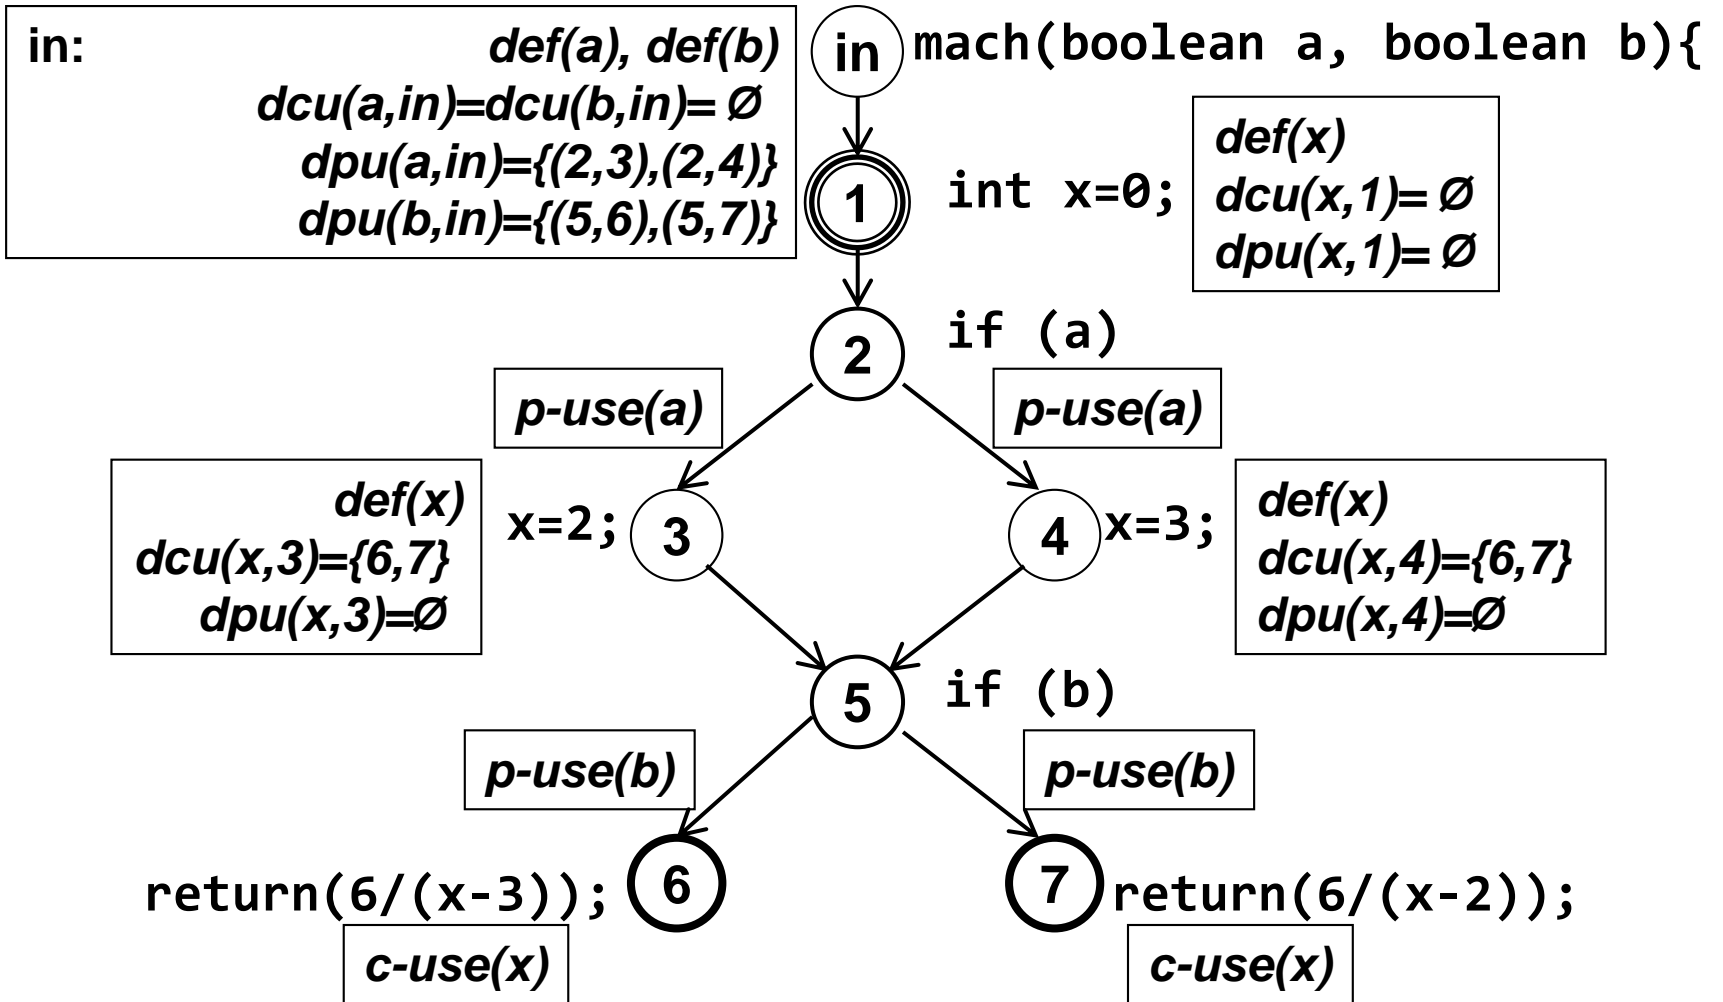 in:
def(a), def(b)
dcu(a,in)=dcu(b,in)= Ø
dpu(a,in)={(2,3),(2,4)}
dpu(b,in)={(5,6),(5,7)}
in
mach(boolean a, boolean b){
1
int x=0;
def(x)
dcu(x,1)= Ø
dpu(x,1)= Ø
2
if (a)
p-use(a)
p-use(a)
def(x)
dcu(x,3)={6,7}
dpu(x,3)=Ø
x=2;
3
4
x=3;
def(x)
dcu(x,4)={6,7}
dpu(x,4)=Ø
5
if (b)
p-use(b)
p-use(b)
return(6/(x-3));
6
7
return(6/(x-2));
c-use(x)
c-use(x)